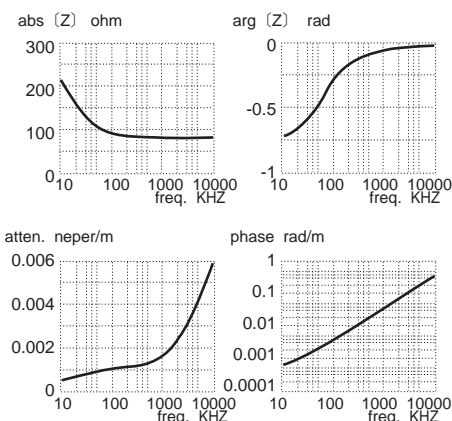 abs〔Z〕ohm
300
200
100
0
10 100 1000 10000
freq. KHZ
arg〔Z〕rad
0
-0.5
-1
10 100 1000 10000
freq. KHZ
atten. neper/m
0.006
0.004
0.002
0
10 100 1000 10000
freq. KHZ
phase rad/m
1
0.1
0.01
0.001
0.0001
10 100 1000 10000
freq. KHZ